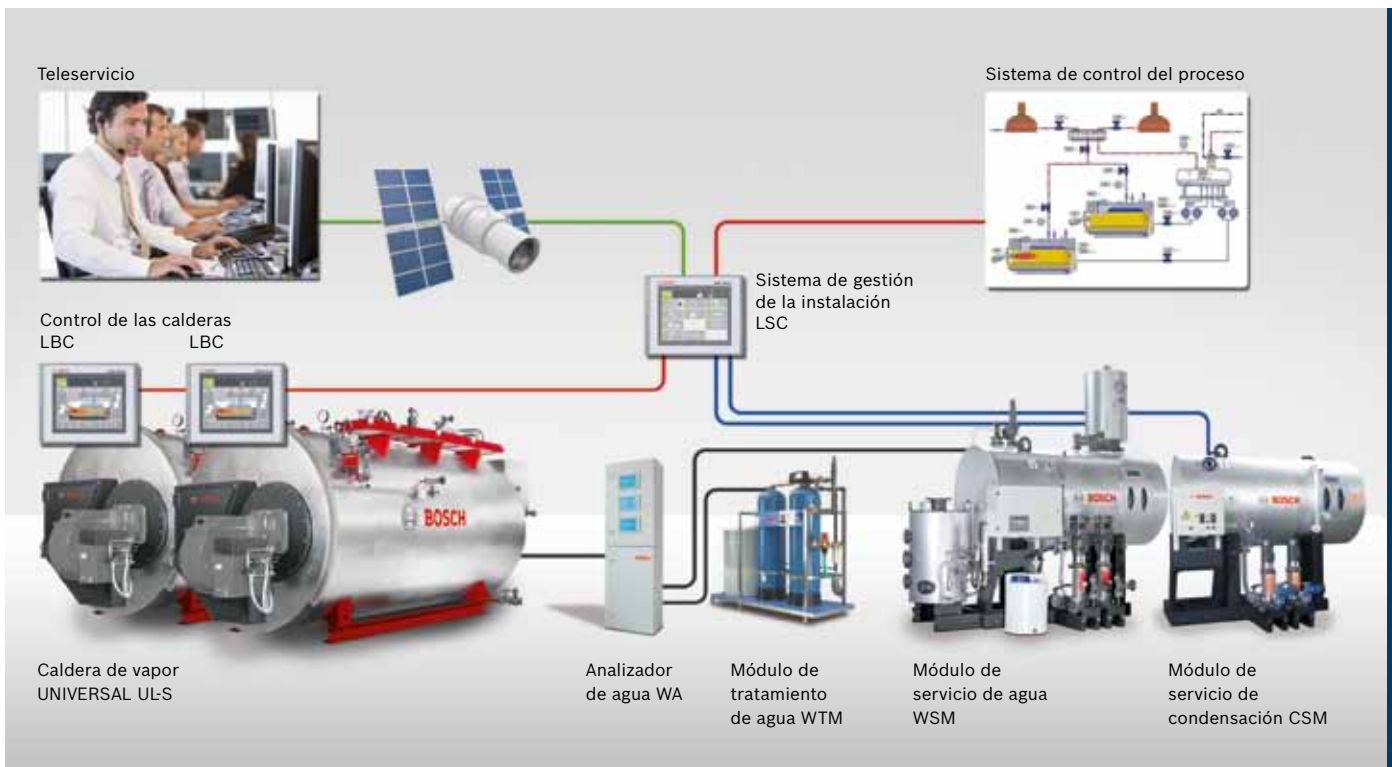 Teleservicio
Sistema de control del proceso
Sistema de gestión
de la instalación
LSC
Control de las calderas
LBC
LBC
BOSCH
BOSCH
BOSCH
Caldera de vapor
UNIVERSAL UL-S
Analizador
de agua WA
Módulo de
tratamiento
de agua WTM
Módulo de
servicio de agua
WSM
Módulo de
servicio de
condensación CSM